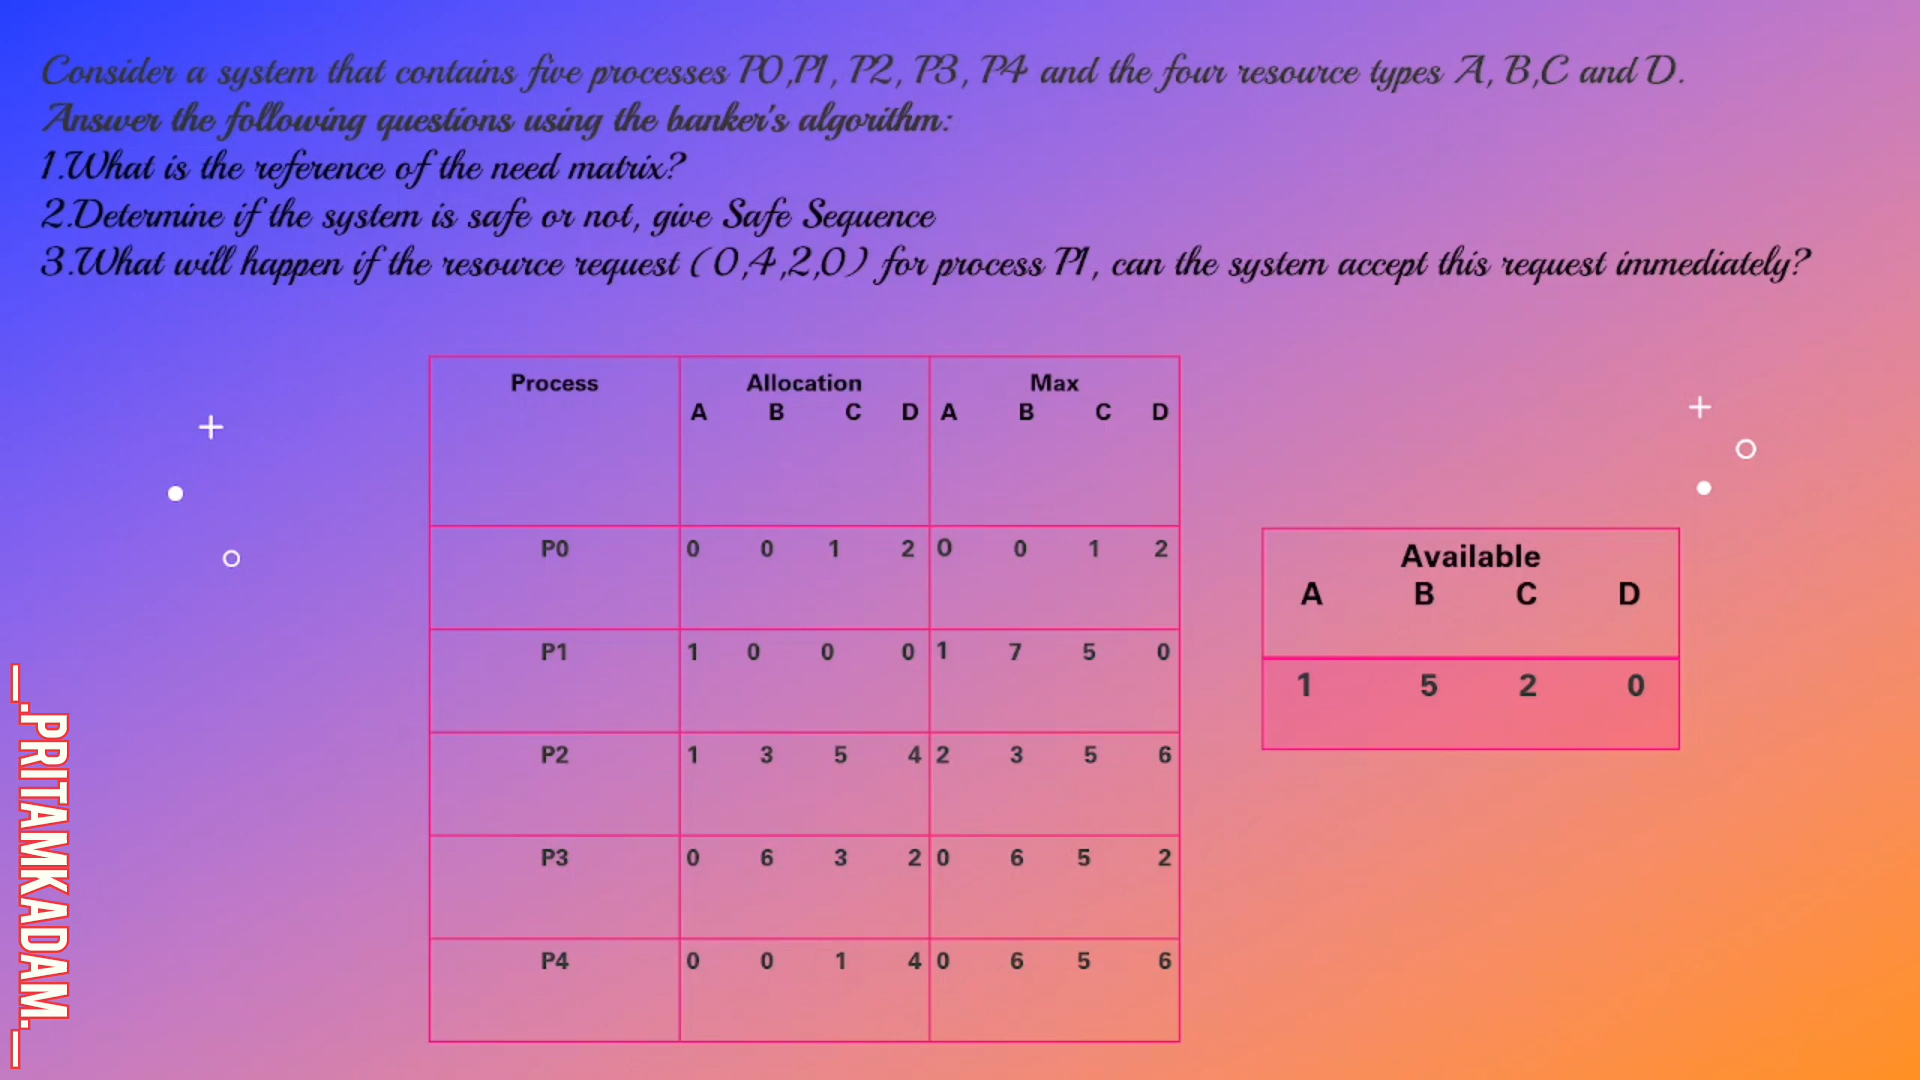 Consider a system that contains five processes P0,P1, P2, P3, P4 and the four resource types A, B,C and D.
Answer the following questions using the banker's algorithm:
1.What is the reference of the need matrix?
2.Determine if the system is safe or not, give Safe Sequence
3.What will happen if the resource request (0,4,2,0) for process P1, can the system accept this request immediately?
Process Allocation Max
A B C D A B C D
P0 0 0 1 2 0 0 1 2
P1 1 0 0 0 1 7 5 0
P2 1 3 5 4 2 3 5 6
P3 0 6 3 2 0 6 5 2
P4 0 0 1 4 0 6 5 6
Available
A B C D
1 5 2 0
_.PRITAMKADAM._